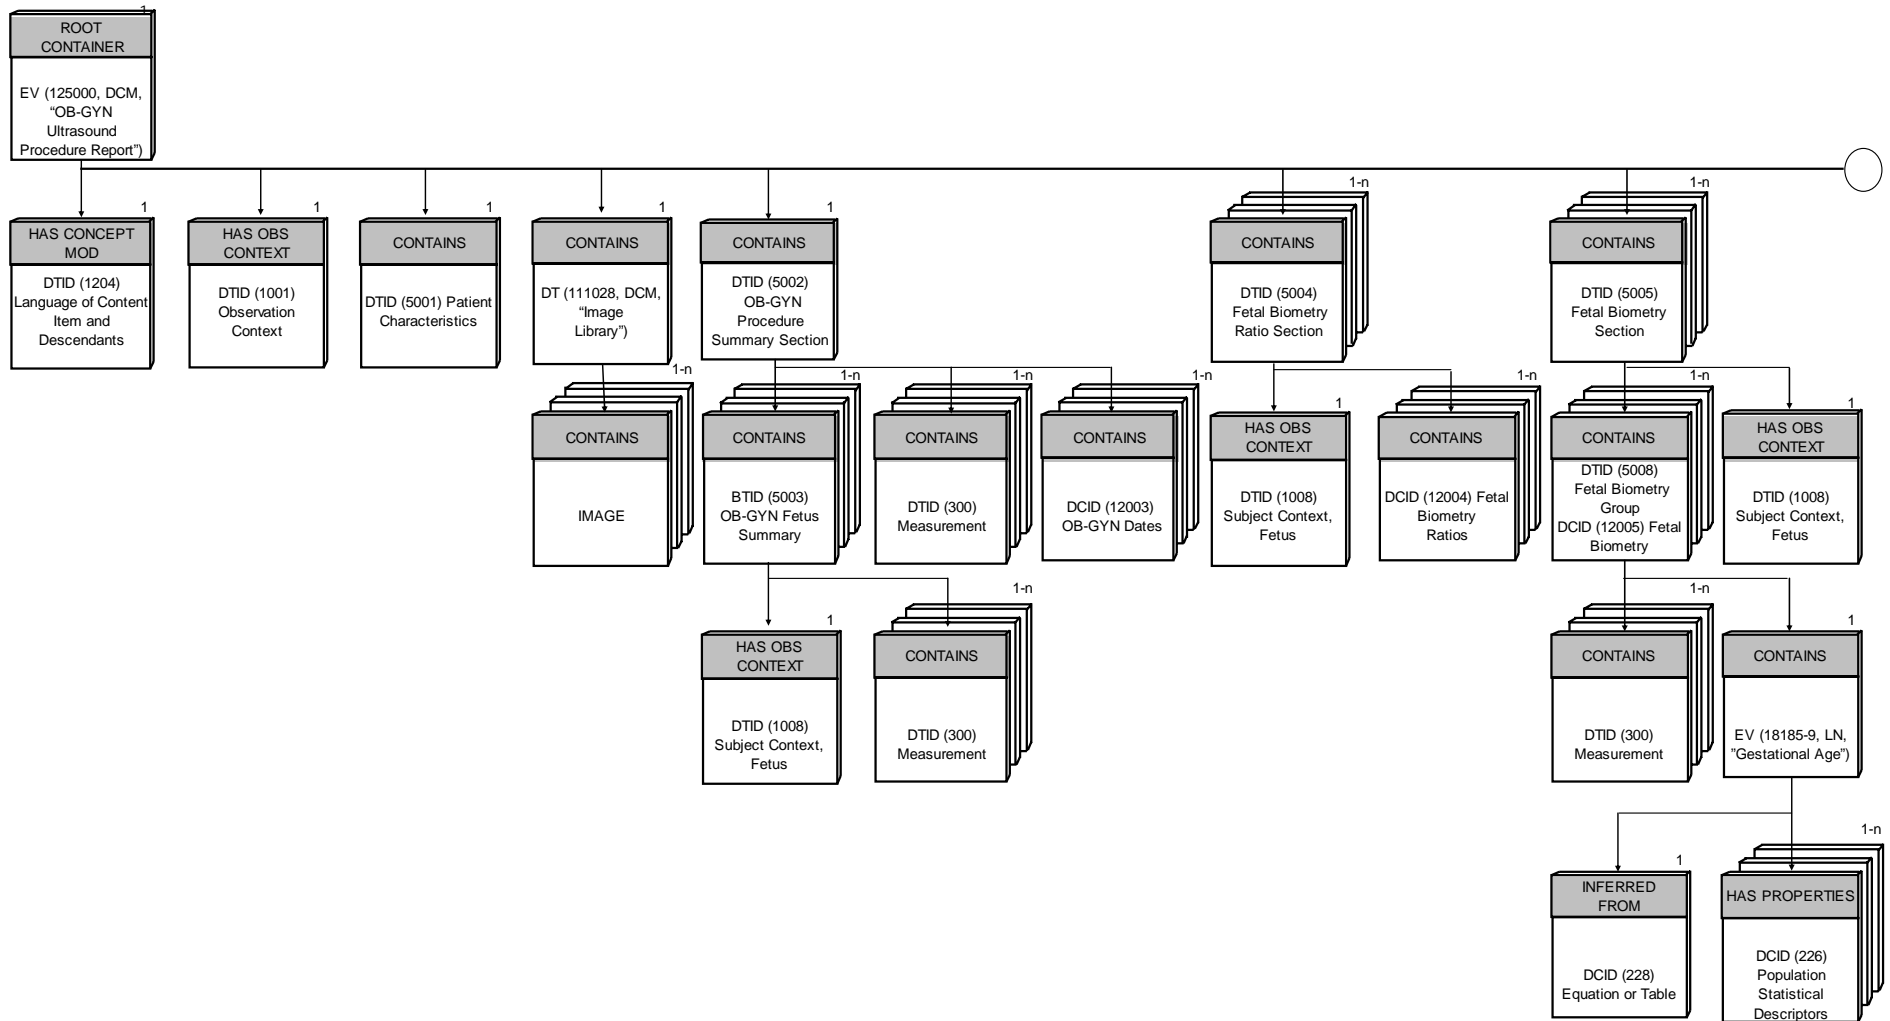 1
ROOT
CONTAINER
EV (125000, DCM,
“OB-GYN
Ultrasound
Procedure Report”)
1
HAS CONCEPT
MOD
DTID (1204)
Language of Content
Item and
Descendants
1
HAS OBS
CONTEXT
DTID (1001)
Observation
Context
1
CONTAINS
DTID (5001) Patient
Characteristics
1
CONTAINS
DT (111028, DCM,
“Image
Library”)
1
CONTAINS
DTID (5002)
OB-GYN
Procedure
Summary Section
1-n
CONTAINS
DTID (5004)
Fetal Biometry
Ratio Section
1-n
CONTAINS
DTID (5005)
Fetal Biometry
Section
1-n
CONTAINS
IMAGE
1-n
CONTAINS
BTID (5003)
OB-GYN Fetus
Summary
1-n
CONTAINS
DTID (300)
Measurement
1-n
CONTAINS
DCID (12003)
OB-GYN Dates
1
HAS OBS
CONTEXT
DTID (1008)
Subject Context,
Fetus
1-n
CONTAINS
DCID (12004) Fetal
Biometry
Ratios
1-n
CONTAINS
DTID (5008)
Fetal Biometry
Group
DCID (12005) Fetal
Biometry
1
HAS OBS
CONTEXT
DTID (1008)
Subject Context,
Fetus
1
HAS OBS
CONTEXT
DTID (1008)
Subject Context,
Fetus
1-n
CONTAINS
DTID (300)
Measurement
1-n
CONTAINS
DTID (300)
Measurement
1
CONTAINS
EV (18185-9, LN,
”Gestational Age”)
1
INFERRED
FROM
DCID (228)
Equation or Table
1-n
HAS PROPERTIES
DCID (226)
Population
Statistical
Descriptors